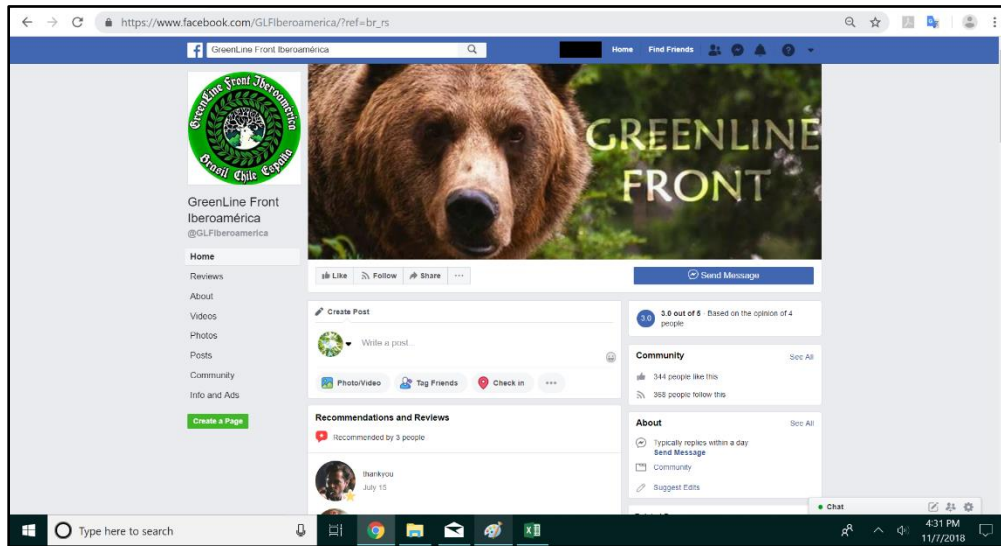 https://www.facebook.com/GLFIberoamerica/?ref=br_rs
GreenLine Front Iberoamérica
Home Find Friends
GreenLine Front Iberoamerica
Brasil Chile España
GREENLINE
FRONT
GreenLine Front
Iberoamérica
@GLFIberoamerica
Home
Reviews
About
Videos
Photos
Posts
Community
Info and Ads
Create a Page
Like Follow Share
Send Message
Create Post
Write a post...
Photo/Video Tag Friends Check in
Recommendations and Reviews
Recommended by 3 people
thankyou
July 15
3.0 3.0 out of 5 · Based on the opinion of 4
people
Community See All
344 people like this
368 people follow this
About See All
Typically replies within a day
Send Message
Community
Suggest Edits
Chat
Type here to search
4:31 PM
11/7/2018